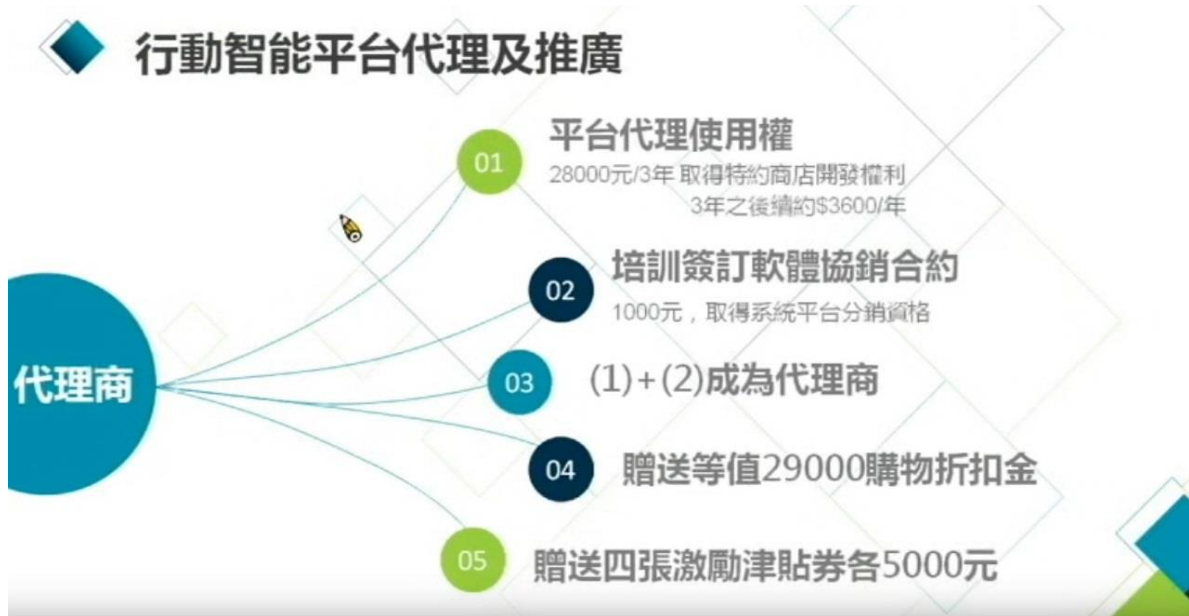 行動智能平台代理及推廣
01
平台代理使用權
28000元/3年 取得特約商店開發權利
3年之後續約$3600/年
02
培訓簽訂軟體協銷合約
1000元，取得系統平台分銷資格
代理商
03
(1)+(2)成為代理商
04
贈送等值29000購物折扣金
05
贈送四張激勵津貼券各5000元